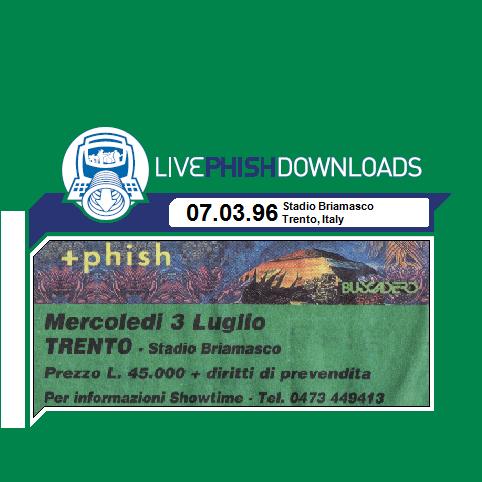 LIVEPHISHDOWNLOADS
07.03.96 Stadio Briamasco
Trento, Italy
+phish
BUSCADERO
Mercoledi 3 Luglio
TRENTO - Stadio Briamasco
Prezzo L. 45.000 + diritti di prevendita
Per informazioni Showtime - Tel. 0473 449413